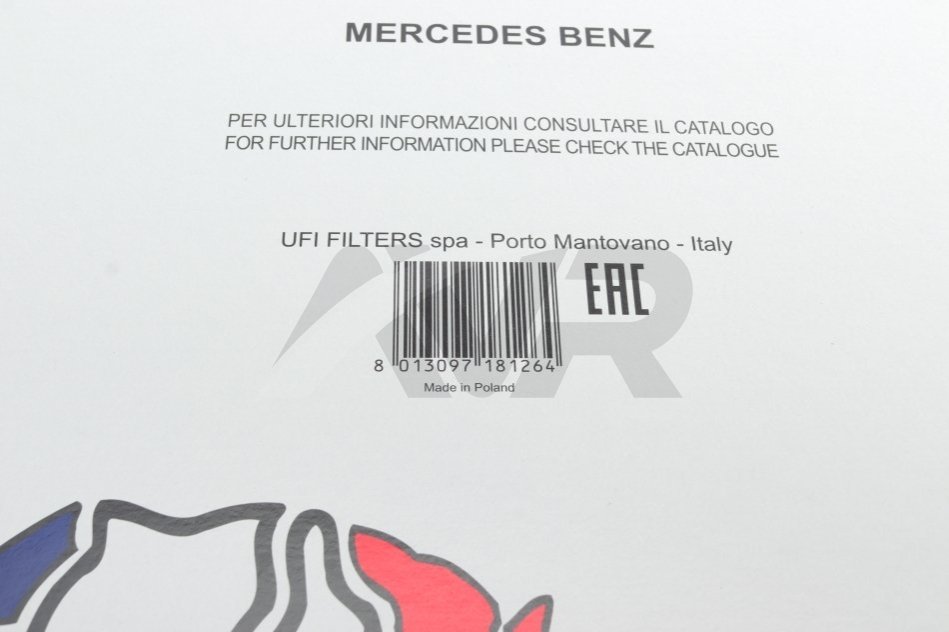 MERCEDES BENZ
PER ULTERIORI INFORMAZIONI CONSULTARE IL CATALOGO
FOR FURTHER INFORMATION PLEASE CHECK THE CATALOGUE
UFI FILTERS spa - Porto Mantovano - Italy
EAC
8 013097 181264
Made in Poland